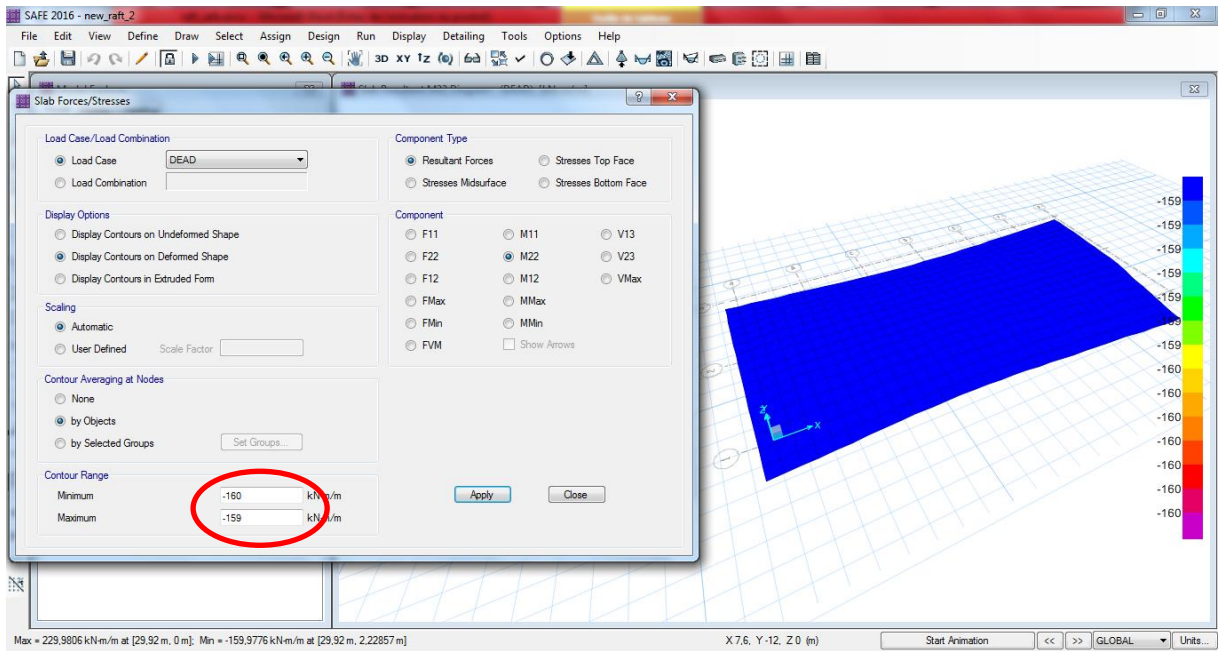 SAFE 2016 - new_raft_2
File Edit View Define Draw Select Assign Design Run Display Detailing Tools Options Help
3D XY ↑Z
Slab Forces/Stresses
Load Case/Load Combination
Load Case DEAD
Load Combination
Display Options
Display Contours on Undeformed Shape
Display Contours on Deformed Shape
Display Contours in Extruded Form
Scaling
Automatic
User Defined Scale Factor
Contour Averaging at Nodes
None
by Objects
by Selected Groups Set Groups...
Contour Range
Minimum -160 kN-m/m
Maximum -159 kN-m/m
Component Type
Resultant Forces Stresses Top Face
Stresses Midsurface Stresses Bottom Face
Component
F11 M11 V13
F22 M22 V23
F12 M12 VMax
FMax MMax
FMin MMin
FVM Show Arrows
Apply Close
Z
X
-159
-159
-159
-159
-159
-159
-159
-160
-160
-160
-160
-160
-160
-160
Max = 229,9806 kN-m/m at [29,92 m, 0 m]; Min = -159,9776 kN-m/m at [29,92 m, 2,22857 m]
X 7,6, Y -12, Z 0 (m)
Start Animation << >> GLOBAL Units...